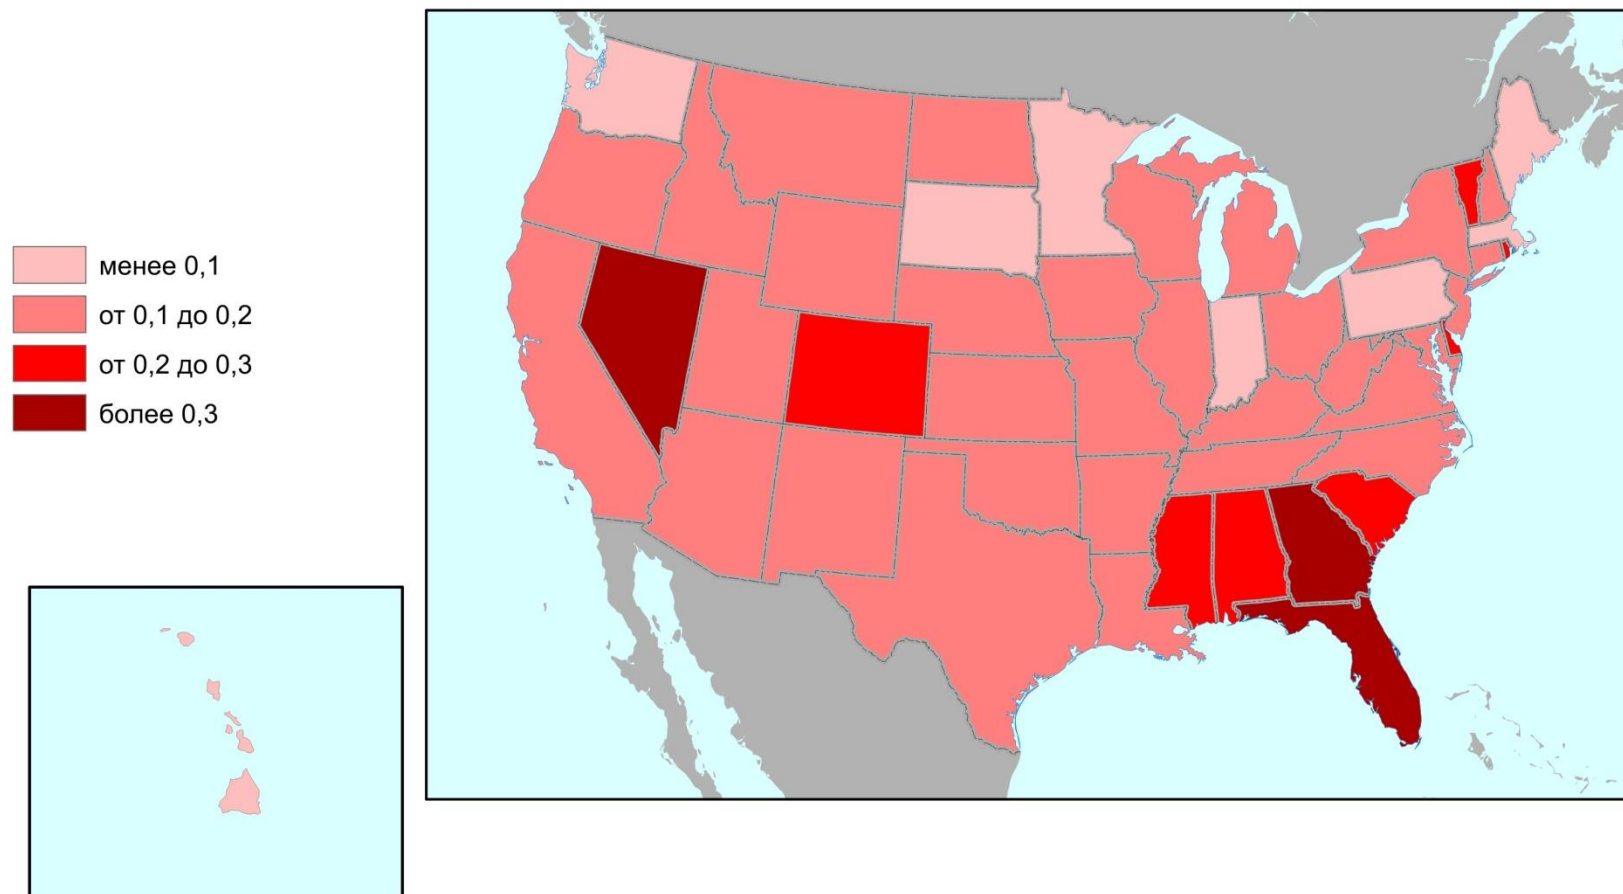 менее 0,1
от 0,1 до 0,2
от 0,2 до 0,3
более 0,3